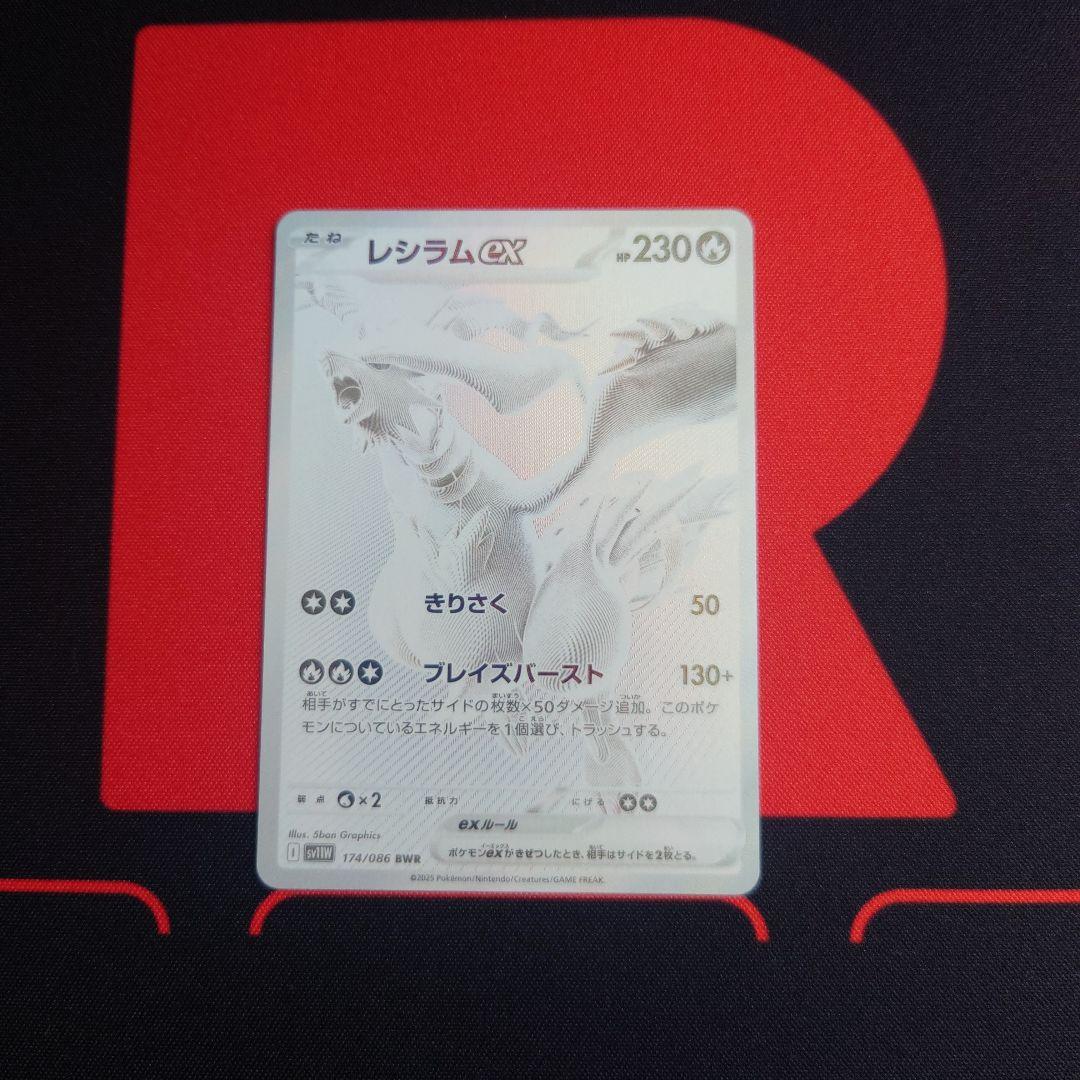 たね レシラムex HP 230
きりさく 50
ブレイズバースト 130+
相手がすでにとったサイドの枚数×50ダメージ追加。このポケ
モンについているエネルギーを1個選び、トラッシュする。
弱点 ×2 抵抗力 にげる
exルール
ポケモンexがきぜつしたとき、相手はサイドを2枚とる。
Illus. 5ban Graphics
I SV11W 174/086 BWR
©2025 Pokémon/Nintendo/Creatures/GAME FREAK.
R